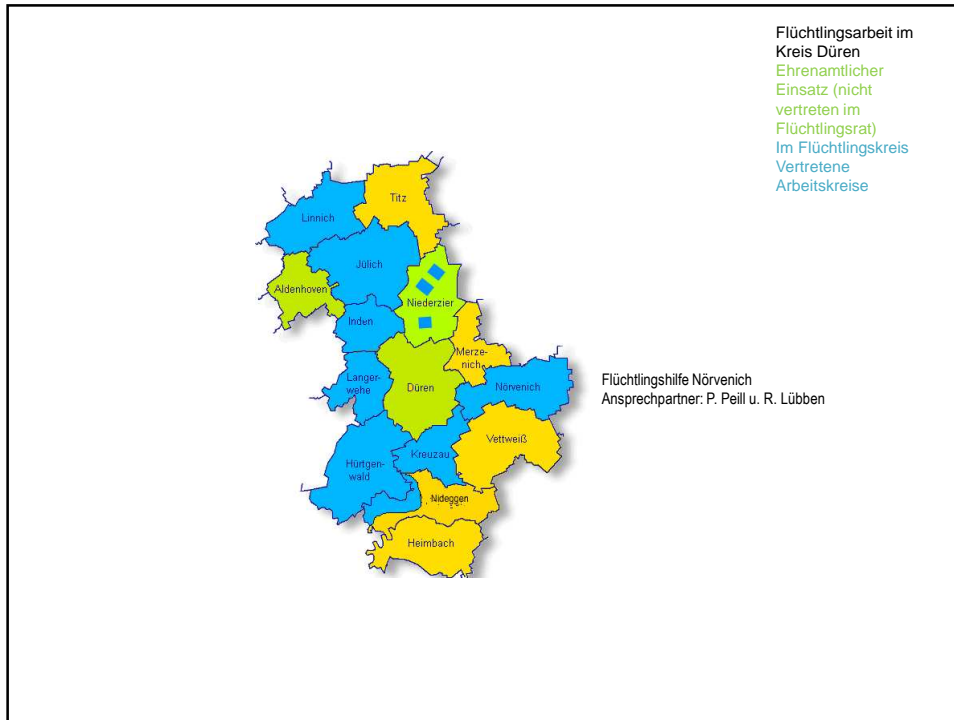 Flüchtlingsarbeit im
Kreis Düren
Ehrenamtlicher
Einsatz (nicht
vertreten im
Flüchtlingsrat)
Im Flüchtlingskreis
Vertretene
Arbeitskreise
Titz
Linnich
Jülich
Aldenhoven
Niederzier
Inden
Merze-
nich
Langer-
wehe
Düren
Nörvenich
Flüchtlingshilfe Nörvenich
Ansprechpartner: P. Peill u. R. Lübben
Vettweiß
Kreuzau
Hürtgen-
wald
Nideggen
Heimbach